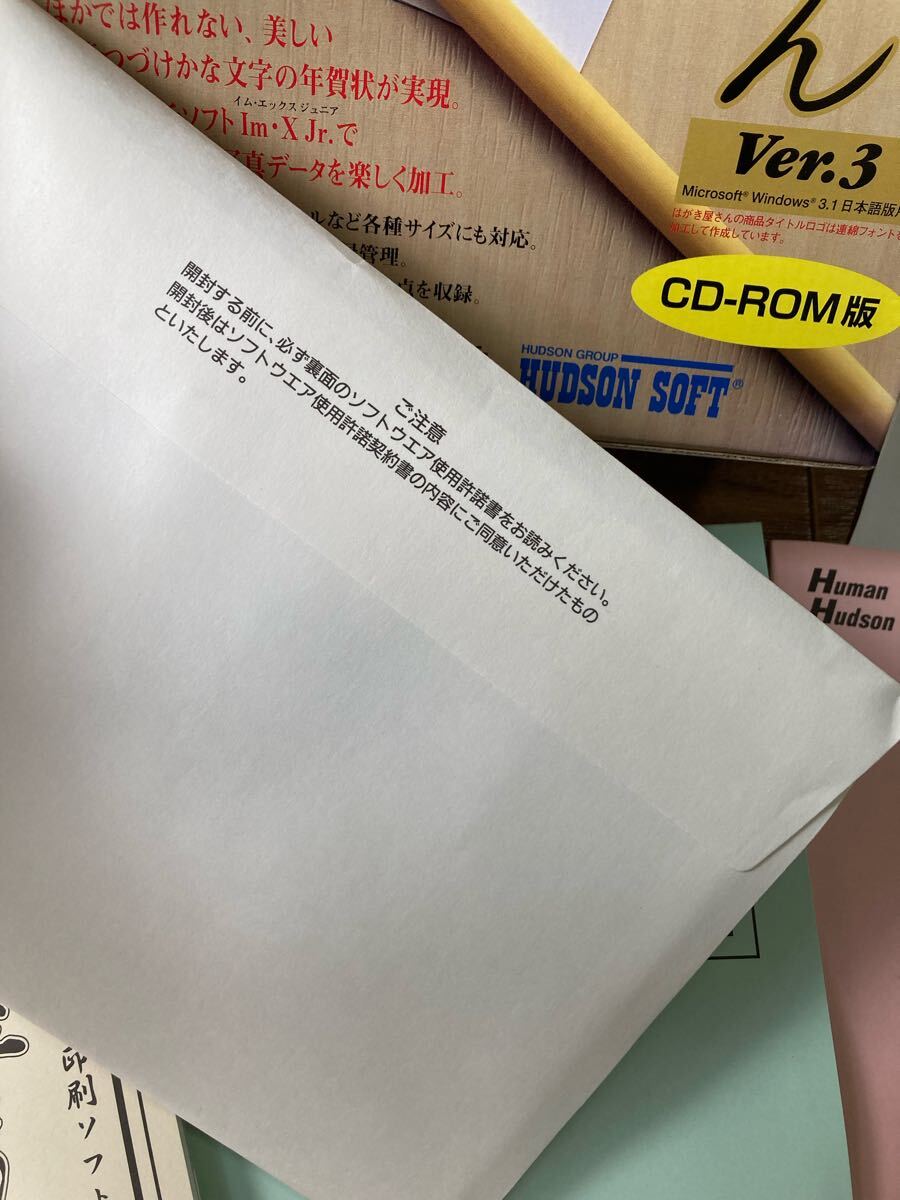 ほかでは作れない、美しい
つづけかな文字の年賀状が実現。
イム・エックス ジュニア
ソフトIm・X Jr.で
真データを楽しく加工。
ルなど各種サイズにも対応。
管理。
点を収録。
ん
Ver.3
Microsoft® Windows® 3.1 日本語版
はがき屋さんの商品タイトルロゴは連綿フォントを
加工して作成しています。
CD-ROM版
HUDSON GROUP
HUDSON SOFT®
ご注意
開封する前に、必ず裏面のソフトウエア使用許諾書をお読みください。
開封後はソフトウエア使用許諾契約書の内容にご同意いただけたもの
といたします。
Human
Hudson
印刷ソフト